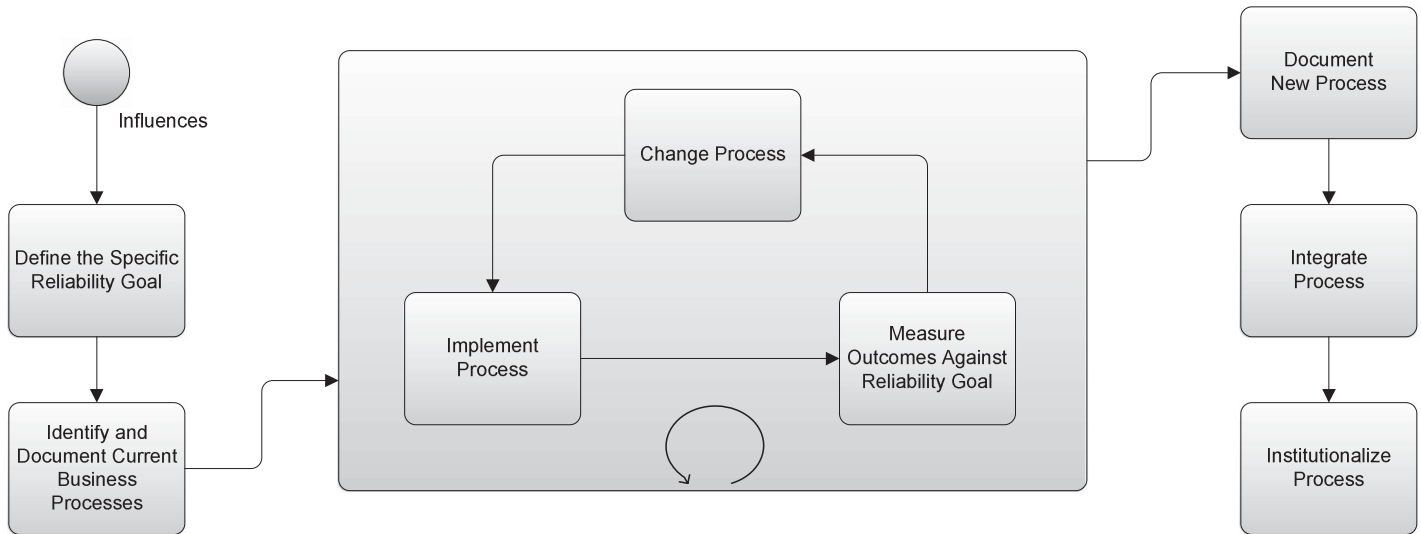 Influences
Define the Specific
Reliability Goal
Identify and
Document Current
Business
Processes
Change Process
Implement
Process
Measure
Outcomes Against
Reliability Goal
Document
New Process
Integrate
Process
Institutionalize
Process